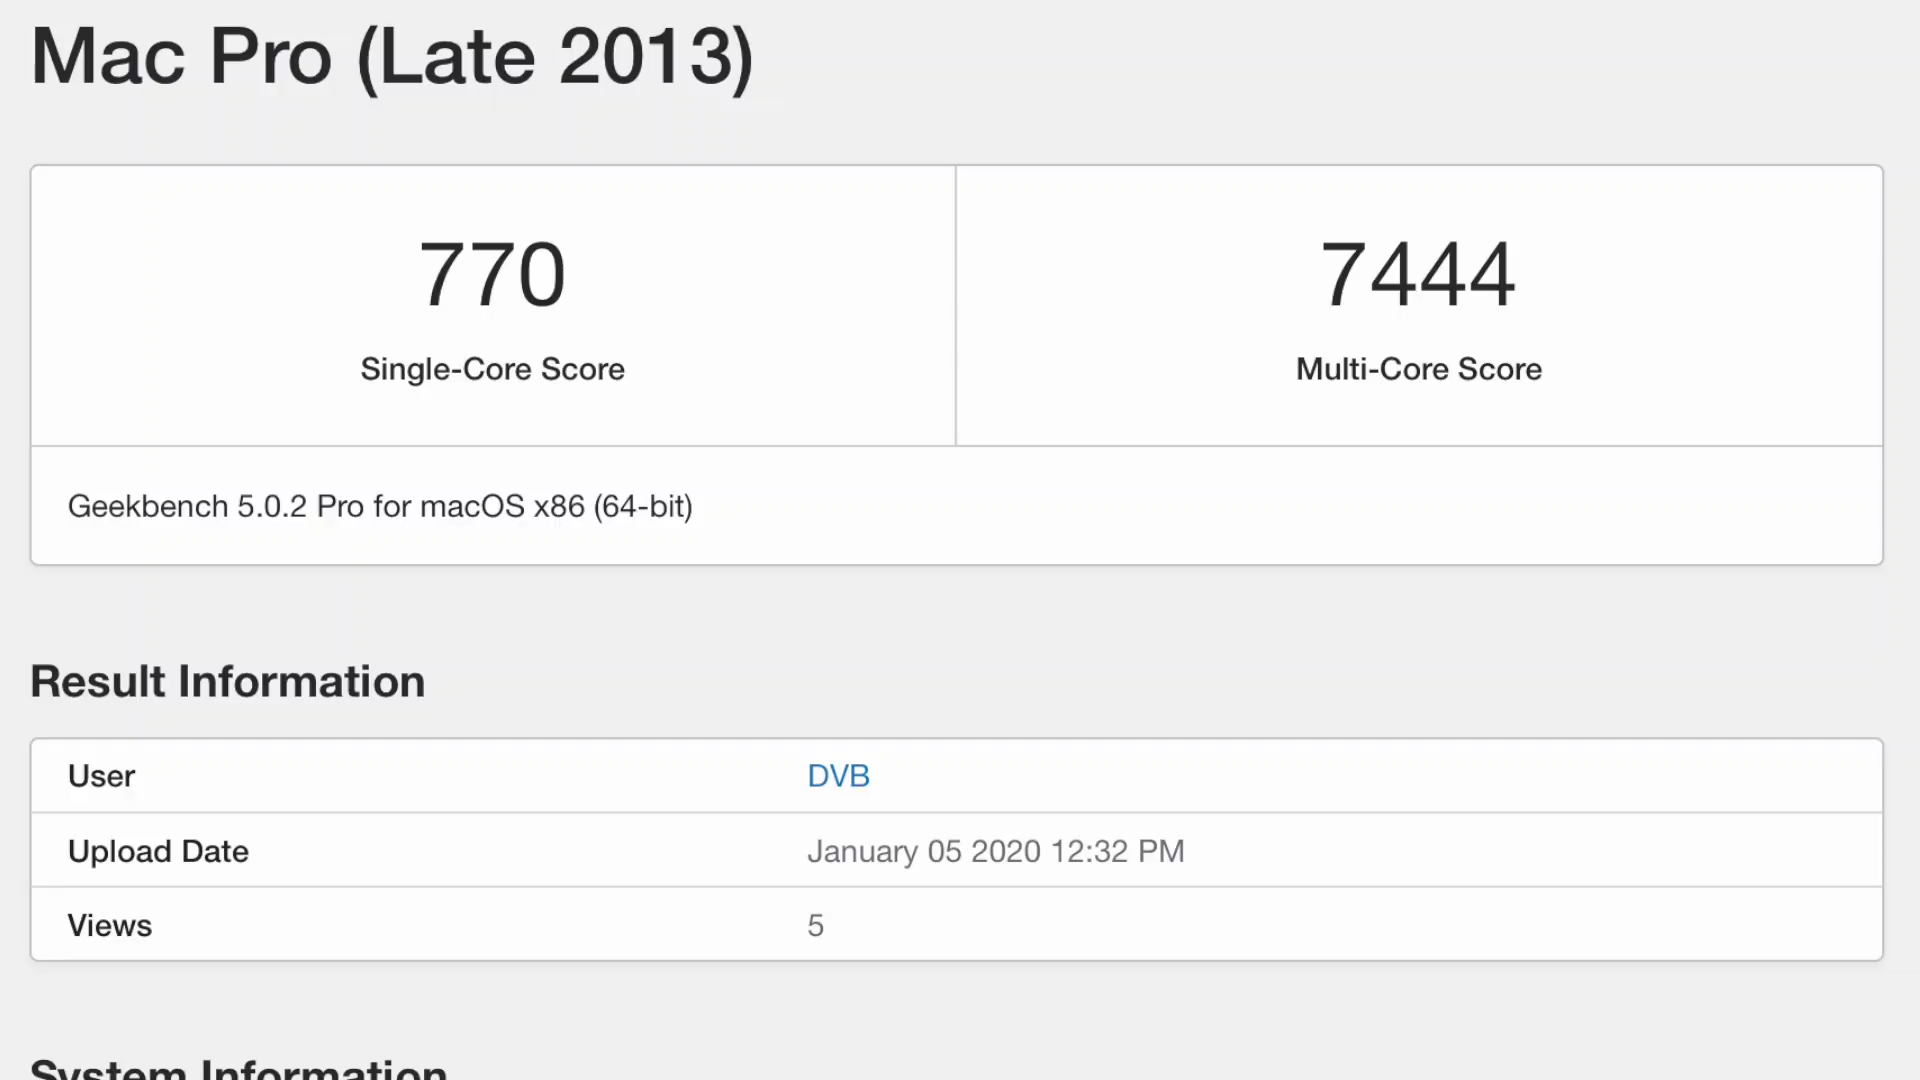 Mac Pro (Late 2013)
770
Single-Core Score
7444
Multi-Core Score
Geekbench 5.0.2 Pro for macOS x86 (64-bit)
Result Information
User DVB
Upload Date January 05 2020 12:32 PM
Views 5
System Information